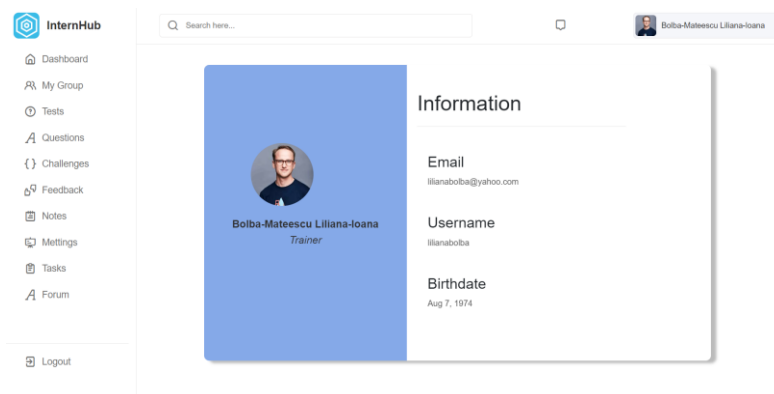 InternHub
Search here...
Bolba-Mateescu Liliana-Ioana
Dashboard
My Group
Tests
Questions
Challenges
Feedback
Notes
Mettings
Tasks
Forum
Logout
Bolba-Mateescu Liliana-Ioana
Trainer
Information
Email
lilianabolba@yahoo.com
Username
lilianabolba
Birthdate
Aug 7, 1974